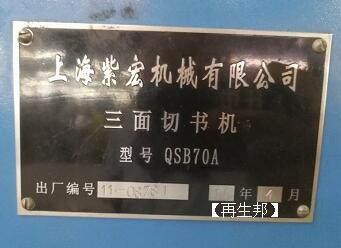 上海紫宏机械有限公司
三面切书机
型号 QSB70A
出厂编号 年 月
【再生邦】